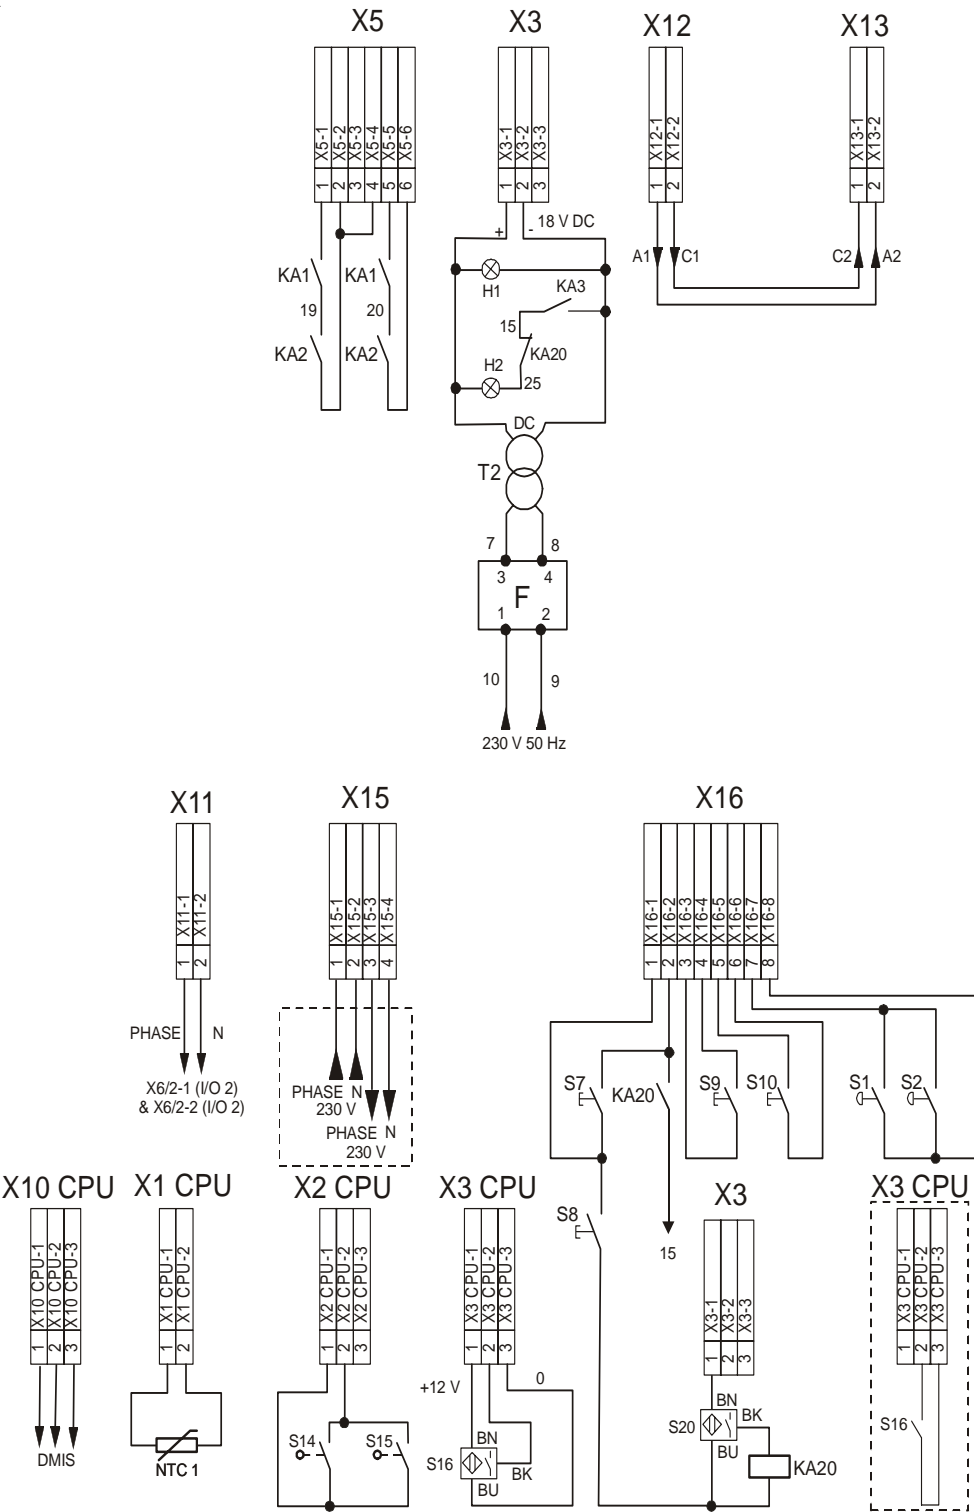 X5
X3
X12
X13
X5-1
X5-2
X5-3
X5-4
X5-5
X5-6
1
2
3
4
5
6
X3-1
X3-2
X3-3
1
2
3
X12-1
X12-2
1
2
X13-1
X13-2
1
2
+
-
18 V DC
A1
C1
C2
A2
KA1
KA1
19
20
KA2
KA2
H1
KA3
15
KA20
H2
25
DC
T2
7
8
3
4
F
1
2
10
9
230 V 50 Hz
X11
X15
X16
X11-1
X11-2
1
2
X15-1
X15-2
X15-3
X15-4
1
2
3
4
X16-1
X16-2
X16-3
X16-4
X16-5
X16-6
X16-7
X16-8
1
2
3
4
5
6
7
8
PHASE
N
X6/2-1 (I/O 2)
& X6/2-2 (I/O 2)
PHASE N
230 V
PHASE N
230 V
S7
KA20
S9
S10
S1
S2
S8
15
X10 CPU
X1 CPU
X2 CPU
X3 CPU
X3
X3 CPU
X10 CPU-1
X10 CPU-2
X10 CPU-3
1
2
3
DMIS
X1 CPU-1
X1 CPU-2
1
2
NTC 1
X2 CPU-1
X2 CPU-2
X2 CPU-3
1
2
3
S14
S15
X3 CPU-1
X3 CPU-2
X3 CPU-3
1
2
3
+12 V
0
BN
S16
BK
BU
X3-1
X3-2
X3-3
1
2
3
BN
BK
S20
BU
KA20
X3 CPU-1
X3 CPU-2
X3 CPU-3
1
2
3
S16